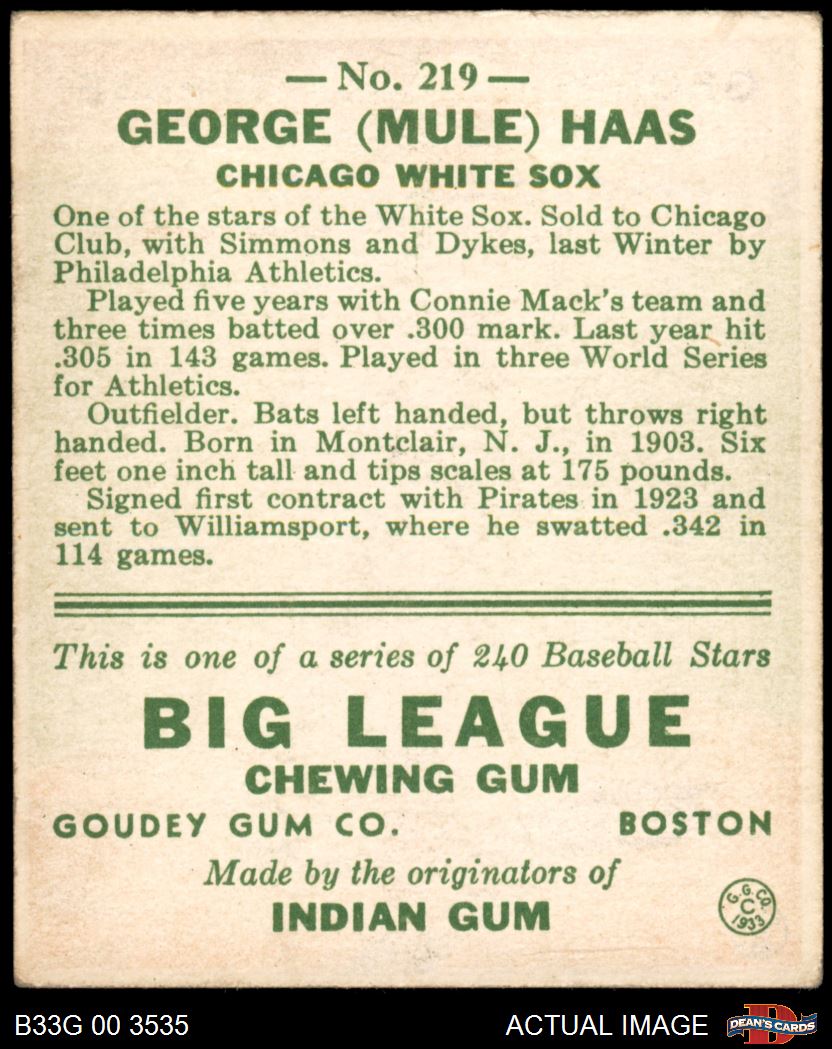 — No. 219 —
GEORGE (MULE) HAAS
CHICAGO WHITE SOX
One of the stars of the White Sox. Sold to Chicago
Club, with Simmons and Dykes, last Winter by
Philadelphia Athletics.
Played five years with Connie Mack's team and
three times batted over .300 mark. Last year hit
.305 in 143 games. Played in three World Series
for Athletics.
Outfielder. Bats left handed, but throws right
handed. Born in Montclair, N. J., in 1903. Six
feet one inch tall and tips scales at 175 pounds.
Signed first contract with Pirates in 1923 and
sent to Williamsport, where he swatted .342 in
114 games.
This is one of a series of 240 Baseball Stars
BIG LEAGUE
CHEWING GUM
GOUDEY GUM CO. BOSTON
Made by the originators of
INDIAN GUM
G.G.CO.
C
1933
B33G 00 3535 ACTUAL IMAGE D DEAN'S CARDS